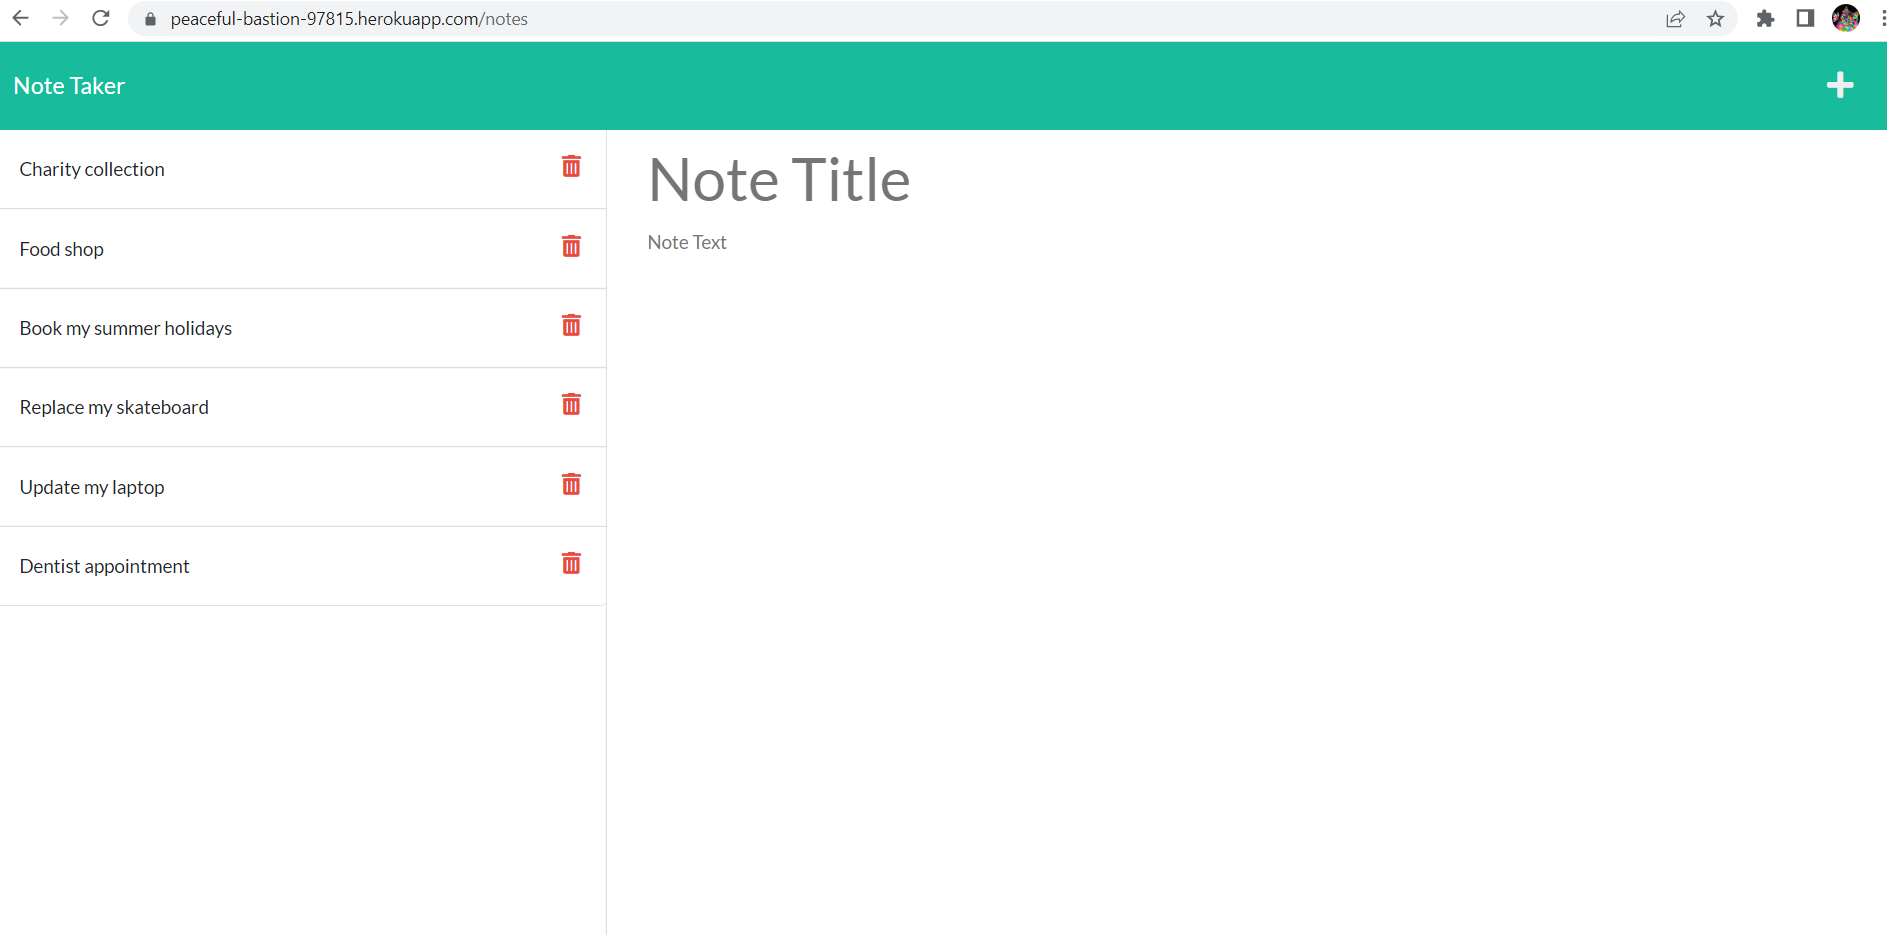 peaceful-bastion-97815.herokuapp.com/notes
Note Taker
Charity collection
Food shop
Book my summer holidays
Replace my skateboard
Update my laptop
Dentist appointment
Note Title
Note Text